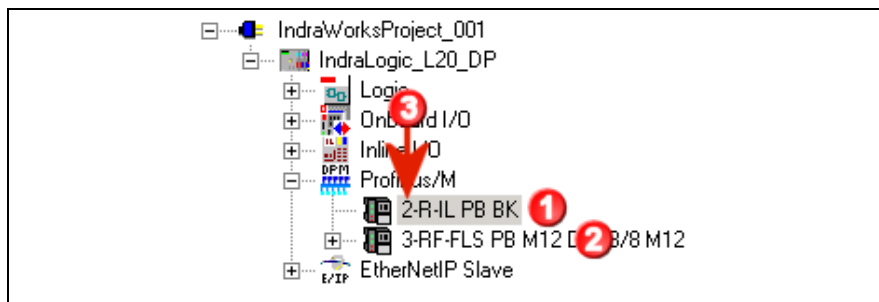 IndraWorksProject_001
IndraLogic_L20_DP
Logic
3
Onboard I/O
Inline I/O
DPM
Profibus/M
2-R-IL PB BK 1
3-RF-FLS PB M12 2 8/8 M12
E/IP
EtherNetIP Slave